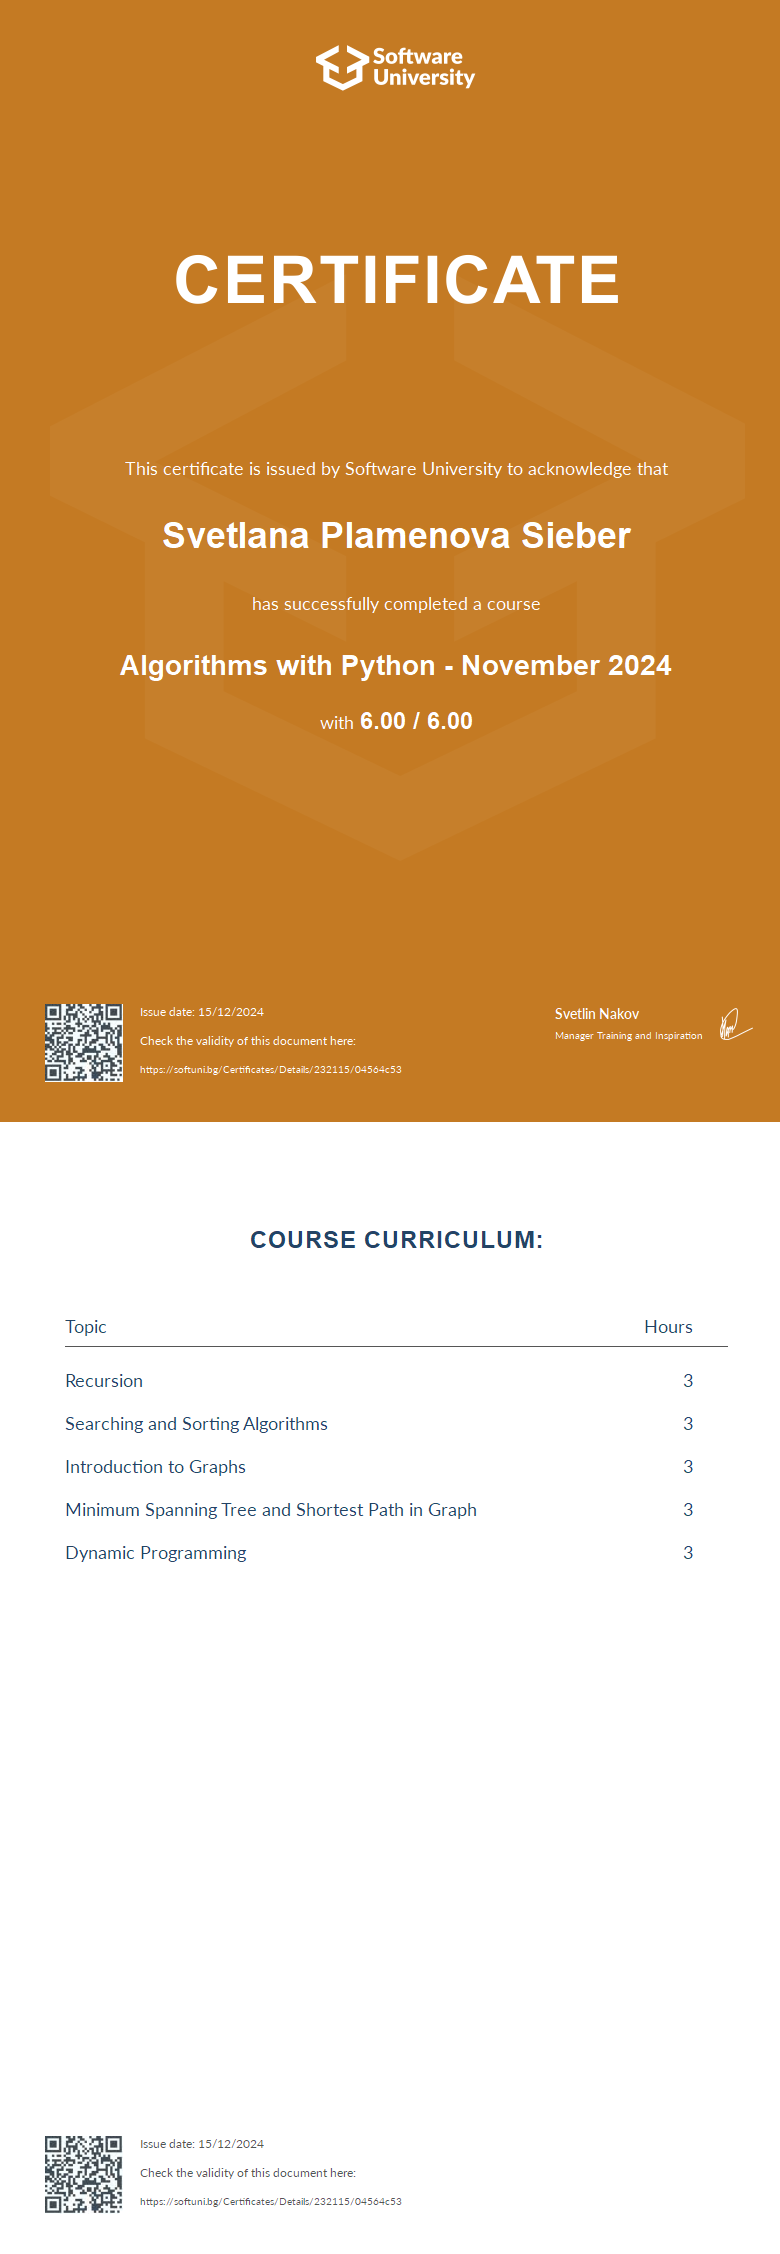 Software
University
CERTIFICATE
This certificate is issued by Software University to acknowledge that
Svetlana Plamenova Sieber
has successfully completed a course
Algorithms with Python - November 2024
with 6.00 / 6.00
Issue date: 15/12/2024
Check the validity of this document here:
https://softuni.bg/Certificates/Details/232115/04564c53
Svetlin Nakov
Manager Training and Inspiration
COURSE CURRICULUM:
Topic Hours
Recursion 3
Searching and Sorting Algorithms 3
Introduction to Graphs 3
Minimum Spanning Tree and Shortest Path in Graph 3
Dynamic Programming 3
Issue date: 15/12/2024
Check the validity of this document here:
https://softuni.bg/Certificates/Details/232115/04564c53